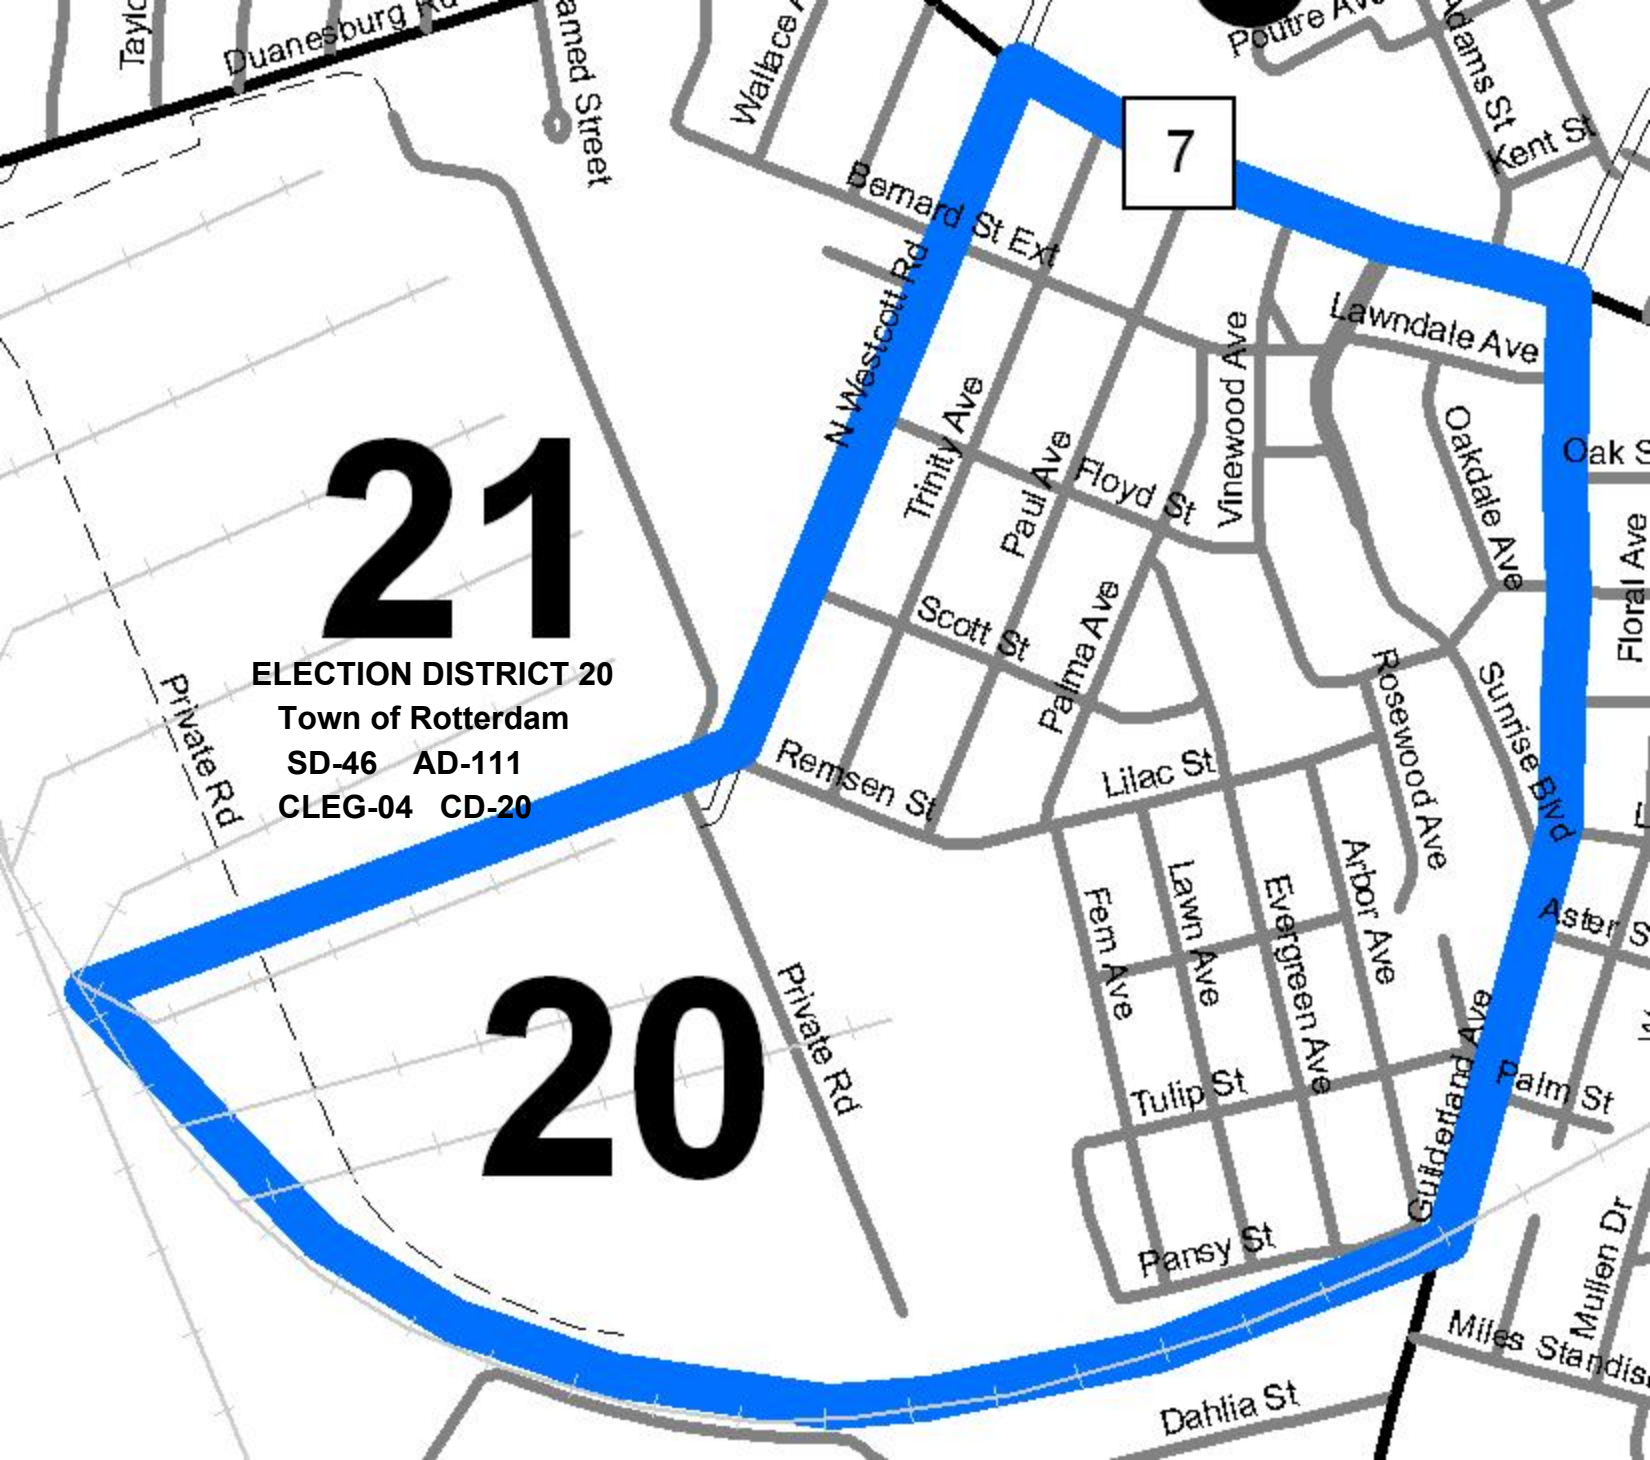 Duanesburg Rd
Wallace
Poutre Ave
Adams St
Kent St
7
Bernard St Ext
N Westcott Rd
Lawndale Ave
Vinewood Ave
Trinity Ave
Paul Ave
Floyd St
Oakdale Ave
Oak S
Floral Ave
21
Scott St
Palma Ave
ELECTION DISTRICT 20
Town of Rotterdam
SD-46 AD-111
CLEG-04 CD-20
Private Rd
Rosewood Ave
Sunrise Blvd
Remsen St
Lilac St
Fern Ave
Lawn Ave
Evergreen Ave
Arbor Ave
Aster S
20
Private Rd
Tulip St
Guilderland Ave
Palm St
Pansy St
Mullen Dr
Miles Standis
Dahlia St